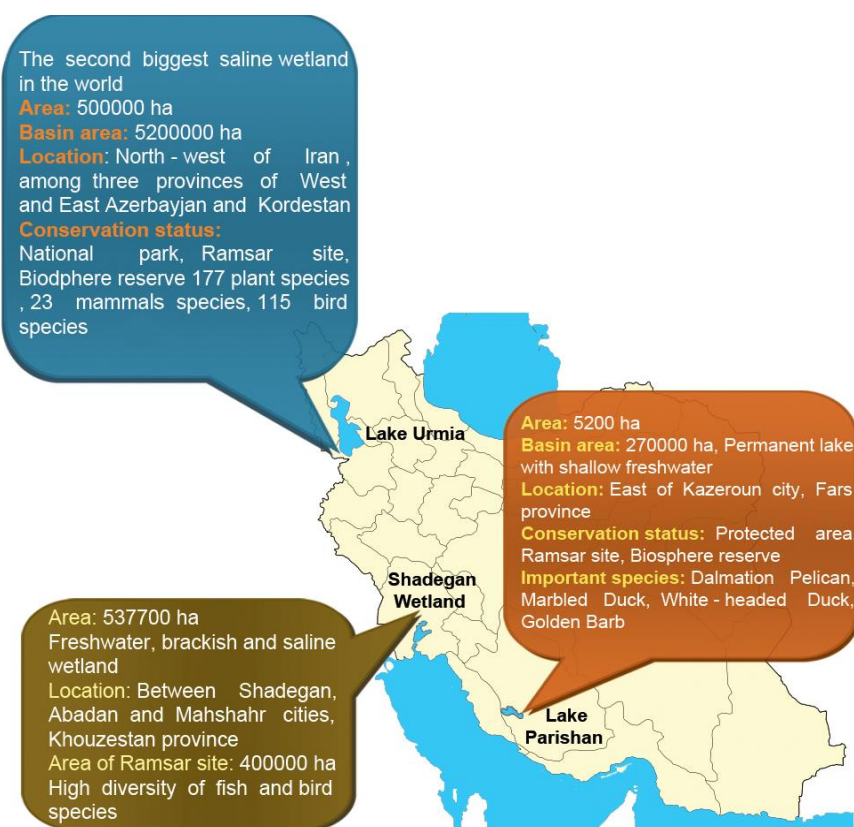 The second biggest saline wetland
in the world
Area: 500000 ha
Basin area: 5200000 ha
Location: North - west of Iran ,
among three provinces of West
and East Azerbayjan and Kordestan
Conservation status:
National park, Ramsar site,
Biodphere reserve 177 plant species
, 23 mammals species, 115 bird
species
Lake Urmia
Area: 5200 ha
Basin area: 270000 ha, Permanent lake
with shallow freshwater
Location: East of Kazeroun city, Fars
province
Conservation status: Protected area
Ramsar site, Biosphere reserve
Important species: Dalmation Pelican,
Marbled Duck, White - headed Duck,
Golden Barb
Shadegan
Wetland
Area: 537700 ha
Freshwater, brackish and saline
wetland
Location: Between Shadegan,
Abadan and Mahshahr cities,
Khouzestan province
Area of Ramsar site: 400000 ha
High diversity of fish and bird
species
Lake
Parishan